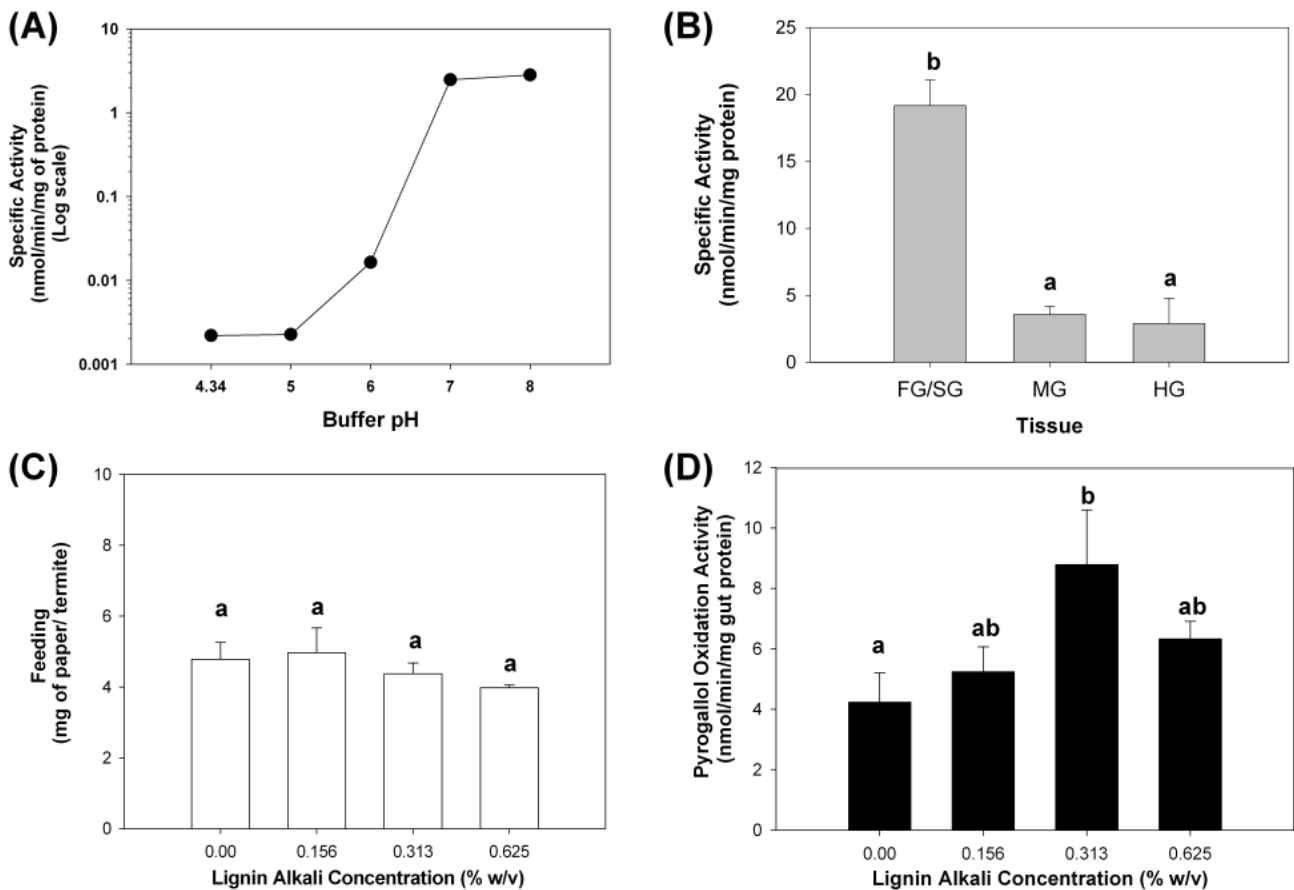 (A)
Specific Activity
(nmol/min/mg of protein)
(Log scale)
10
1
0.1
0.01
0.001
4.34 5 6 7 8
Buffer pH
(B)
Specific Activity
(nmol/min/mg protein)
25
20
15
10
5
0
b
a
a
FG/SG MG HG
Tissue
(C)
Feeding
(mg of paper/ termite)
10
8
6
4
2
0
a
a
a
a
0.00 0.156 0.313 0.625
Lignin Alkali Concentration (% w/v)
(D)
Pyrogallol Oxidation Activity
(nmol/min/mg gut protein)
12
10
8
6
4
2
0
a
ab
b
ab
0.00 0.156 0.313 0.625
Lignin Alkali Concentration (% w/v)